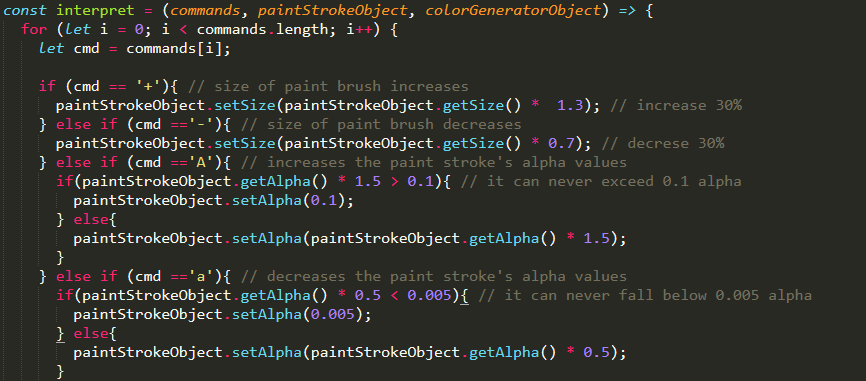 const interpret = (commands, paintStrokeObject, colorGeneratorObject) => {
for (let i = 0; i < commands.length; i++) {
let cmd = commands[i];
if (cmd == '+'){ // size of paint brush increases
paintStrokeObject.setSize(paintStrokeObject.getSize() *  1.3); // increase 30%
} else if (cmd =='-'){ // size of paint brush decreases
paintStrokeObject.setSize(paintStrokeObject.getSize() * 0.7); // decrese 30%
} else if (cmd =='A'){ // increases the paint stroke's alpha values
if(paintStrokeObject.getAlpha() * 1.5 > 0.1){ // it can never exceed 0.1 alpha
paintStrokeObject.setAlpha(0.1);
} else{
paintStrokeObject.setAlpha(paintStrokeObject.getAlpha() * 1.5);
}
} else if (cmd =='a'){ // decreases the paint stroke's alpha values
if(paintStrokeObject.getAlpha() * 0.5 < 0.005){ // it can never fall below 0.005 alpha
paintStrokeObject.setAlpha(0.005);
} else{
paintStrokeObject.setAlpha(paintStrokeObject.getAlpha() * 0.5);
}